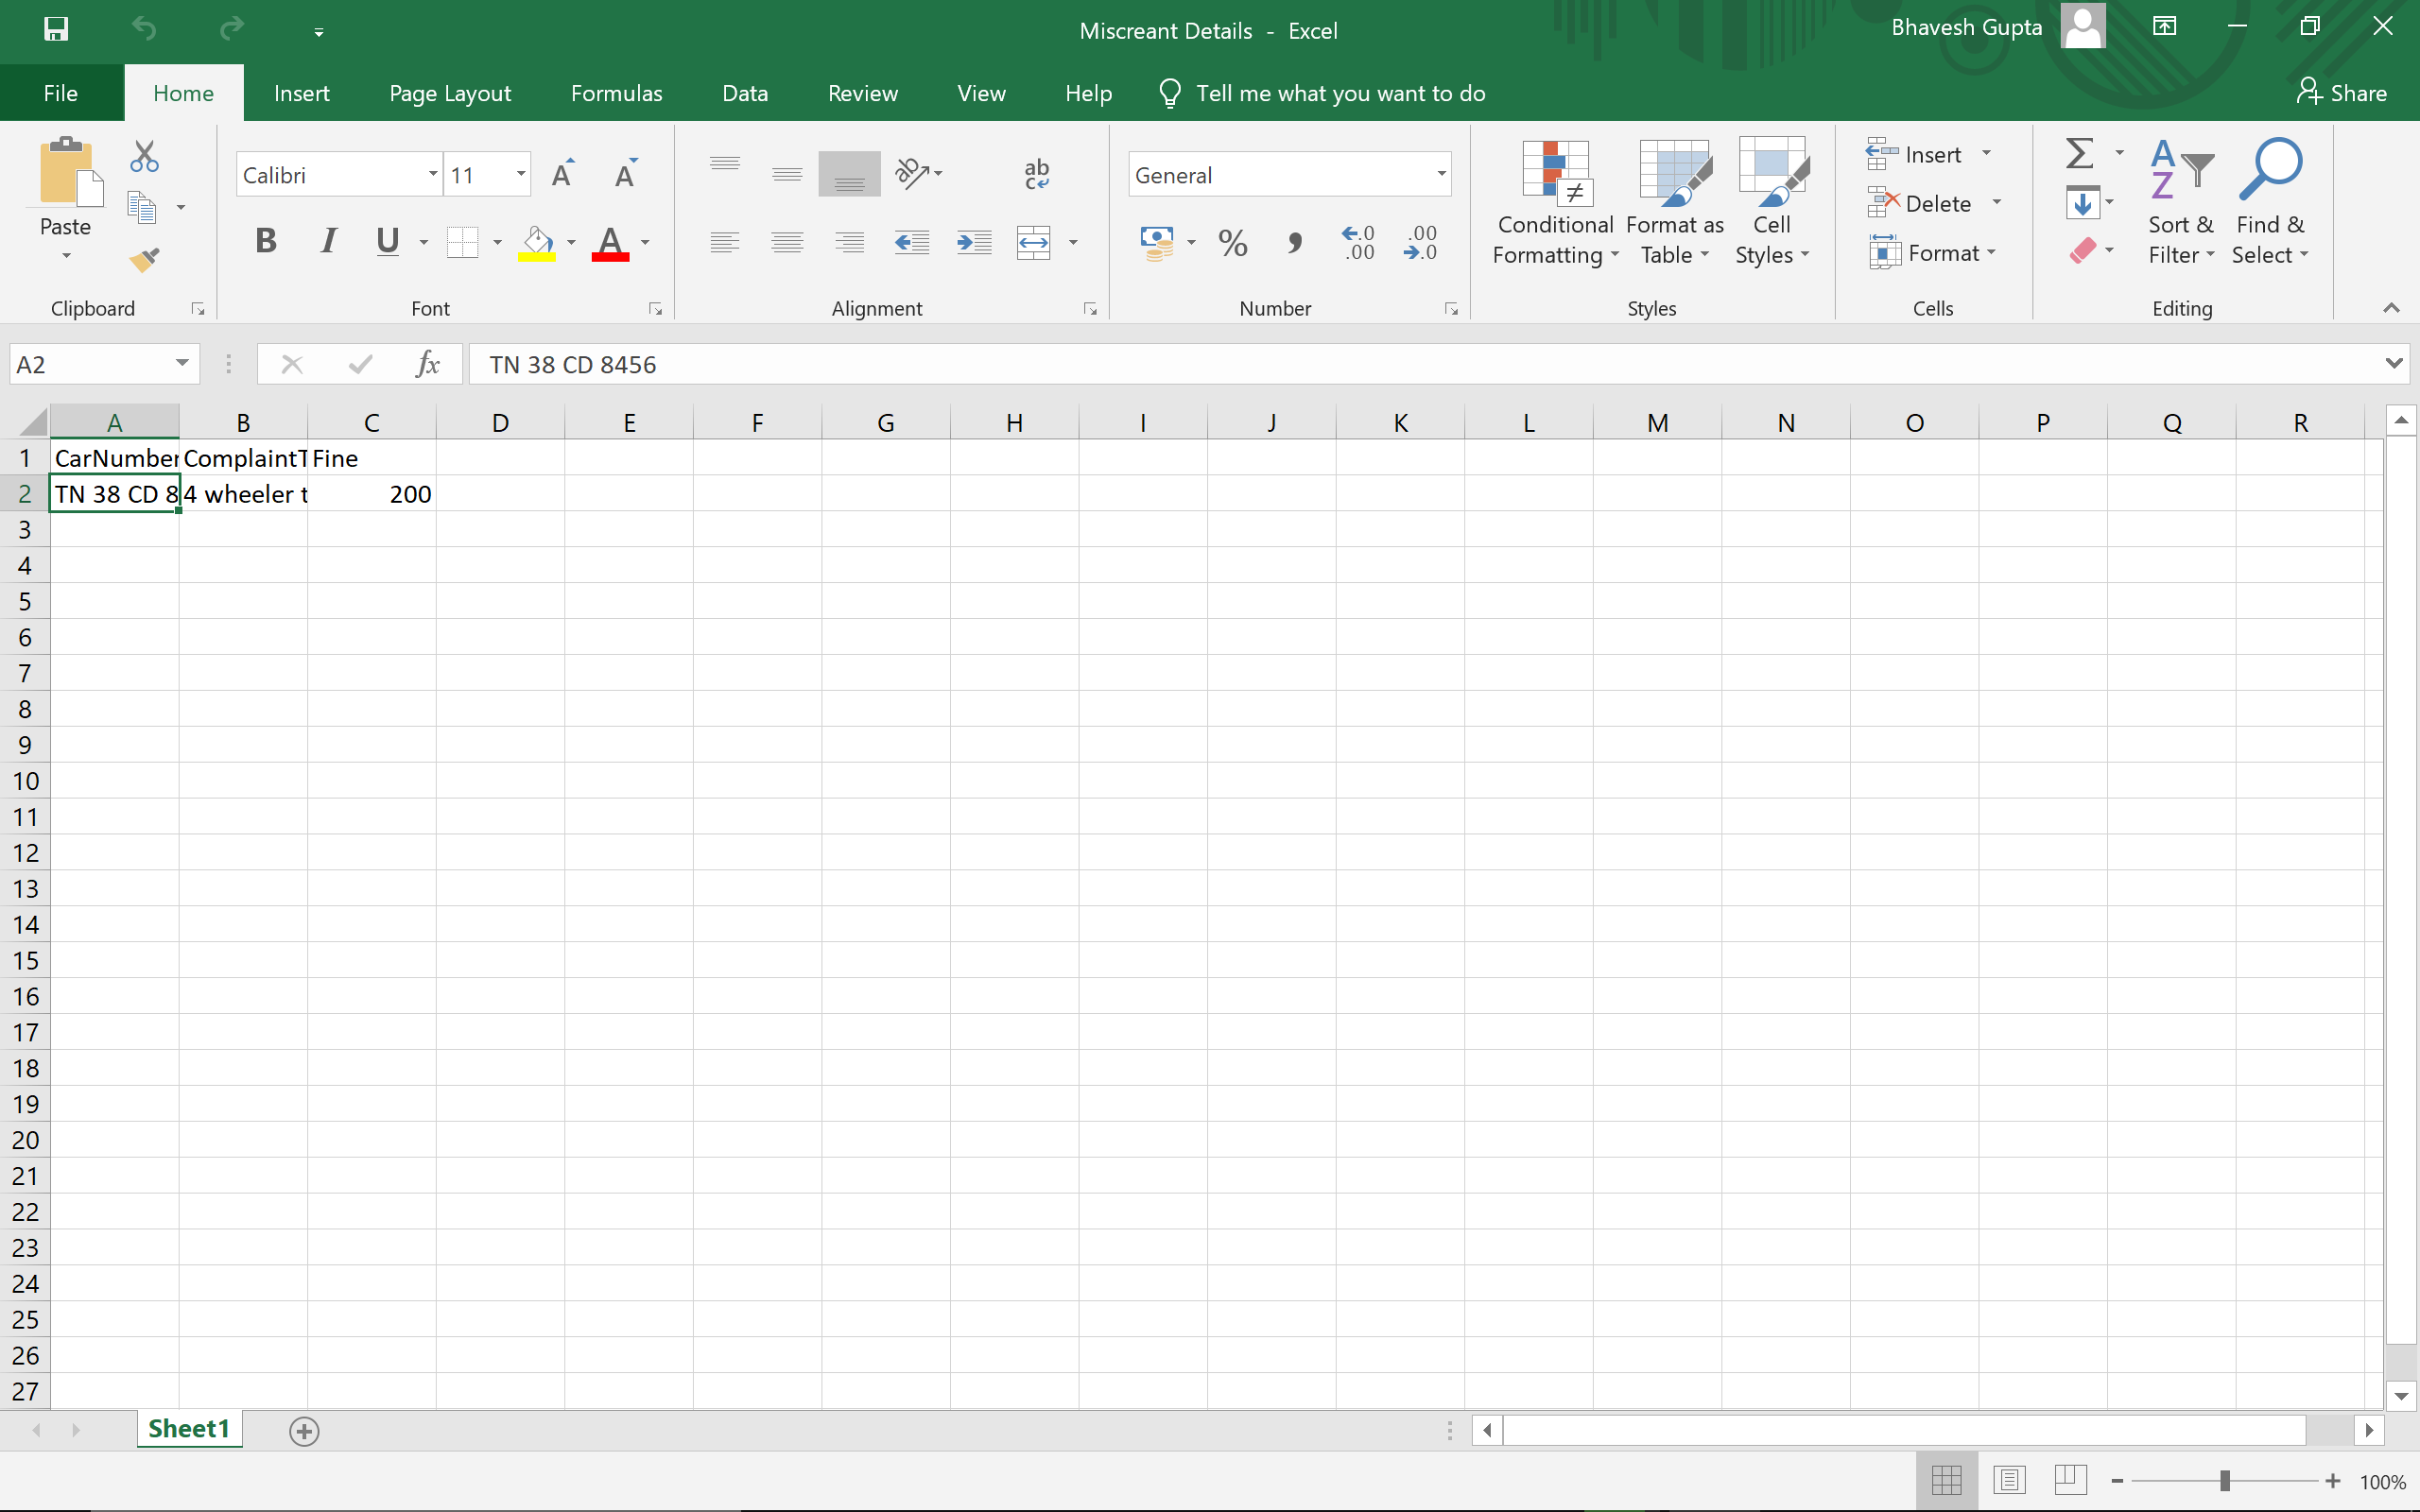 Miscreant Details - Excel
Bhavesh Gupta
File Home Insert Page Layout Formulas Data Review View Help Tell me what you want to do Share
Paste
Clipboard
Calibri 11
B I U A
Font
ab
Alignment
General
% , .0 .00 .00 .0
Number
Conditional Formatting
Format as Table
Cell Styles
Styles
Insert
Delete
Format
Cells
Σ
Sort & Filter
Find & Select
Editing
A2 fx TN 38 CD 8456
A B C D E F G H I J K L M N O P Q R
1 CarNumber ComplaintT Fine
2 TN 38 CD 8 4 wheeler t 200
3
4
5
6
7
8
9
10
11
12
13
14
15
16
17
18
19
20
21
22
23
24
25
26
27
Sheet1
100%